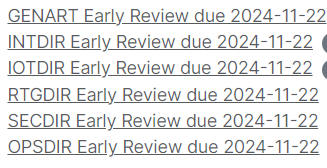 GENART Early Review due 2024-11-22
INTDIR Early Review due 2024-11-22
IOTDIR Early Review due 2024-11-22
RTGDIR Early Review due 2024-11-22
SECDIR Early Review due 2024-11-22
OPSDIR Early Review due 2024-11-22